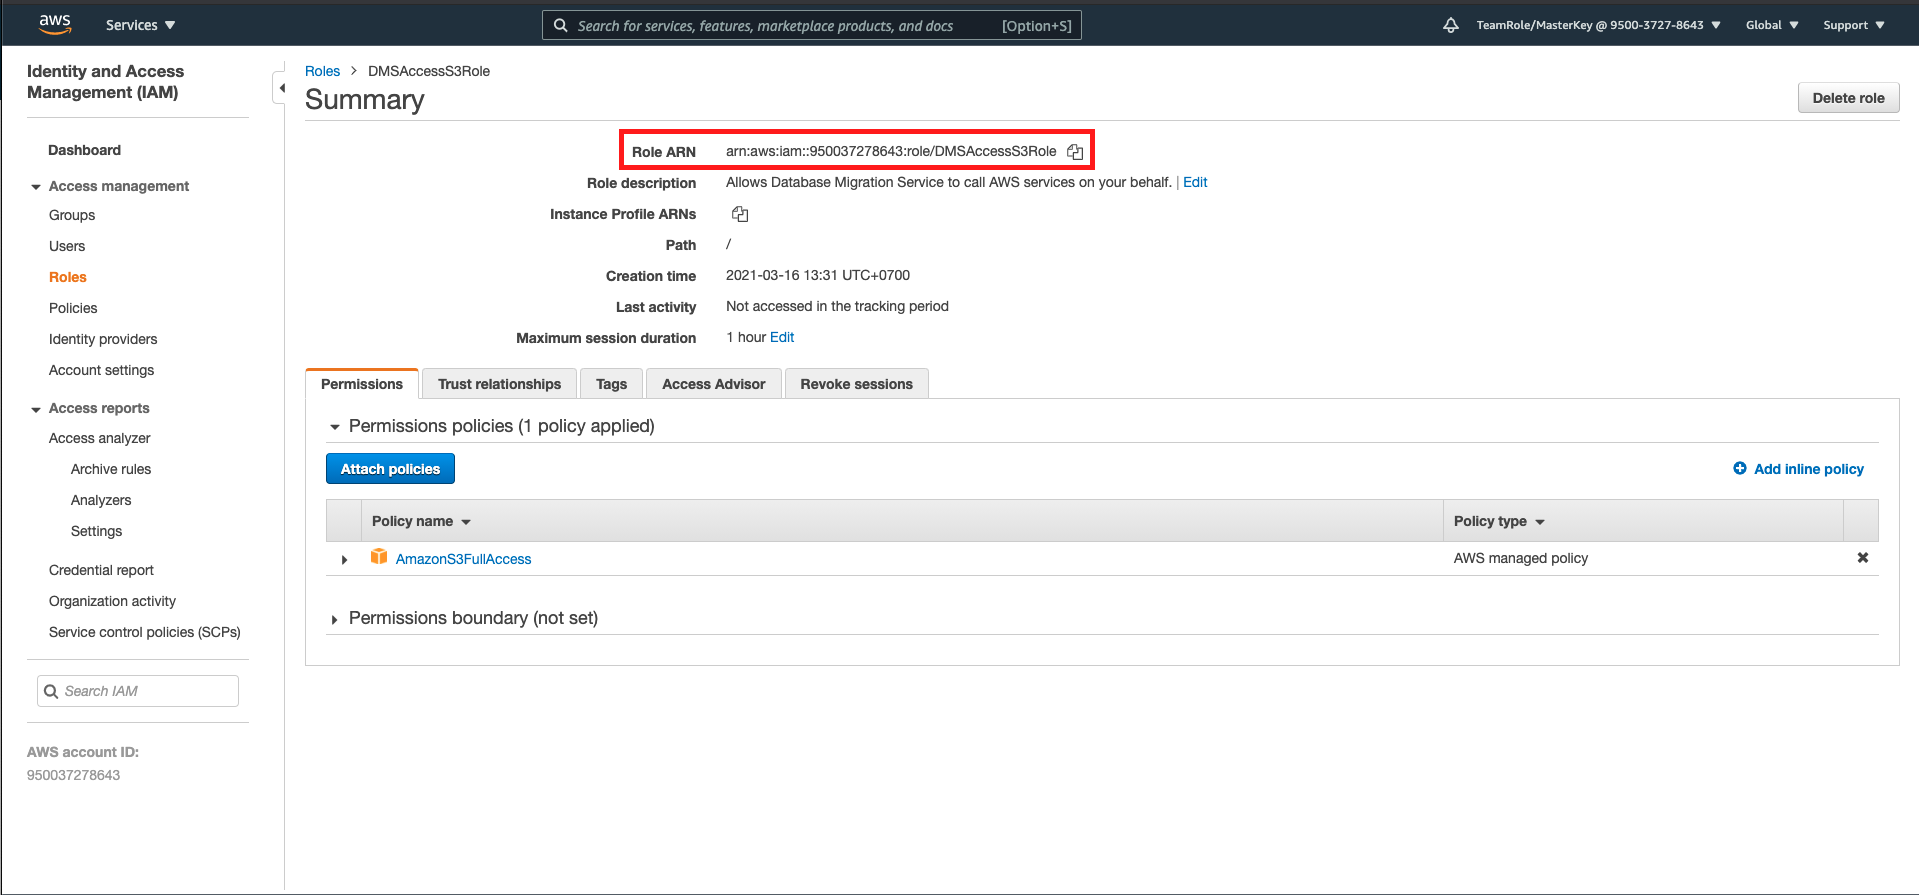 aws Services Search for services, features, marketplace products, and docs [Option+S] TeamRole/MasterKey @ 9500-3727-8643 Global Support
Identity and Access
Management (IAM)
Dashboard
Access management
Groups
Users
Roles
Policies
Identity providers
Account settings
Access reports
Access analyzer
Archive rules
Analyzers
Settings
Credential report
Organization activity
Service control policies (SCPs)
Search IAM
AWS account ID:
950037278643
Roles > DMSAccessS3Role
Summary
Delete role
Role ARN arn:aws:iam::950037278643:role/DMSAccessS3Role
Role description Allows Database Migration Service to call AWS services on your behalf. | Edit
Instance Profile ARNs
Path /
Creation time 2021-03-16 13:31 UTC+0700
Last activity Not accessed in the tracking period
Maximum session duration 1 hour Edit
Permissions Trust relationships Tags Access Advisor Revoke sessions
Permissions policies (1 policy applied)
Attach policies Add inline policy
Policy name Policy type
AmazonS3FullAccess AWS managed policy
Permissions boundary (not set)